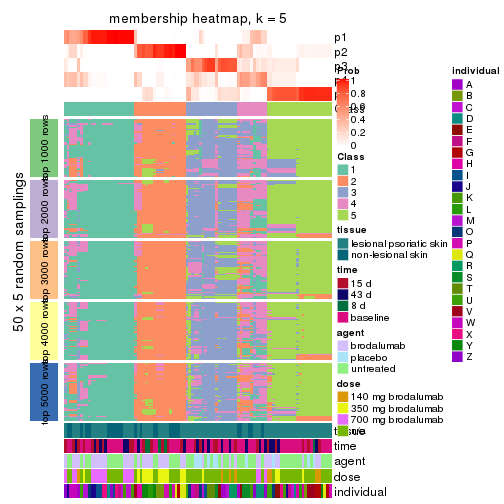 membership heatmap, k = 5
p1
p2
p3
Prob
0.8
0.6
0.4
0.2
0
Class
1
2
3
4
5
tissue
lesional psoriatic skin
non-lesional skin
time
15 d
43 d
8 d
baseline
agent
brodalumab
placebo
untreated
dose
140 mg brodalumab
350 mg brodalumab
700 mg brodalumab
n/a
individual
A
B
C
D
E
F
G
H
I
J
K
L
M
O
P
Q
R
S
T
U
V
W
X
Y
Z
50 x 5 random samplings
top 1000 rows
top 2000 rows
top 3000 rows
top 4000 rows
top 5000 rows
time
agent
dose
individual